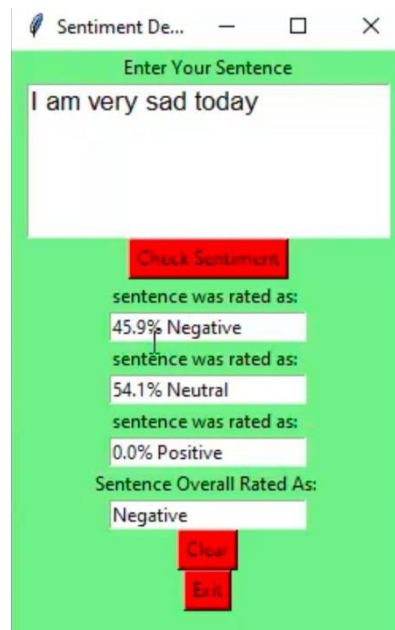 Sentiment De...
Enter Your Sentence
I am very sad today
Check Sentiment
sentence was rated as:
45.9% Negative
sentence was rated as:
54.1% Neutral
sentence was rated as:
0.0% Positive
Sentence Overall Rated As:
Negative
Clear
Exit